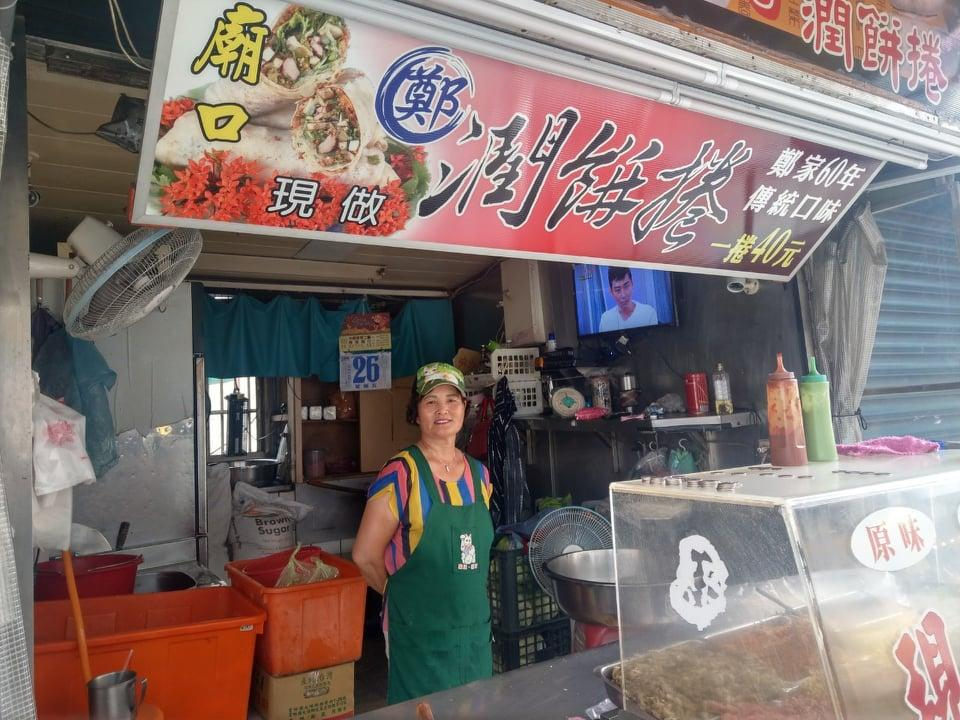 廟口
鄭
潤餅捲
現做
鄭家60年
傳統口味
一捲40元
潤餅捲
26
Brown
Sugar
原味
現